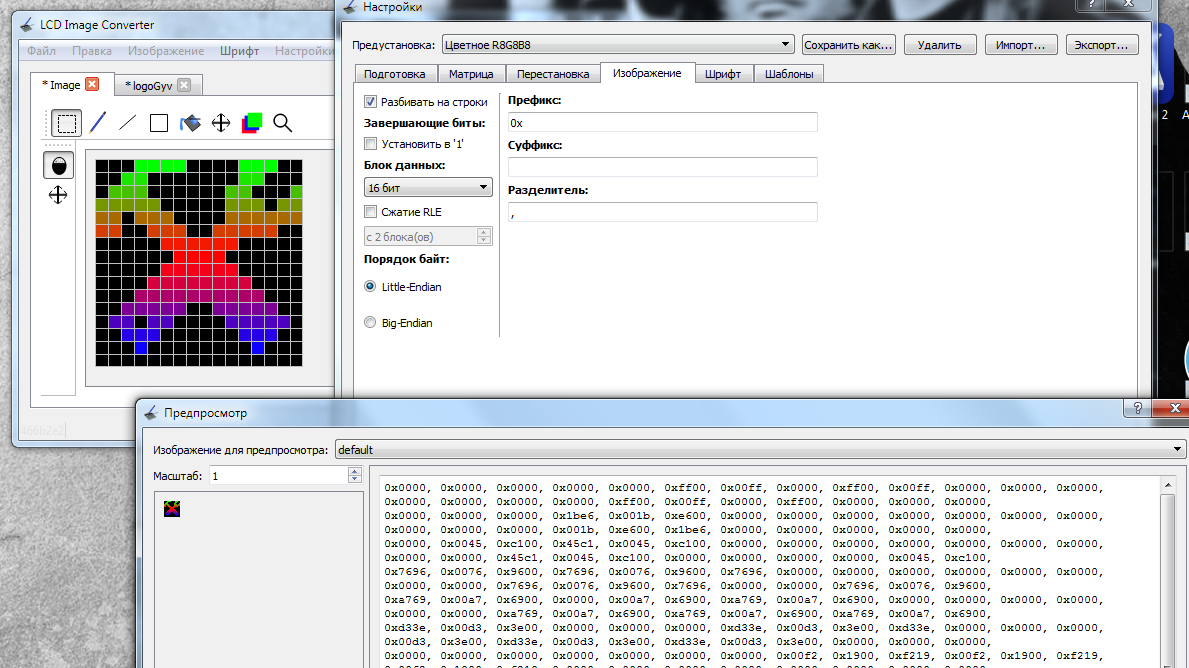 LCD Image Converter
Файл Правка Изображение Шрифт Настройки
* Image
* logoGyv
Настройки
Предустановка: Цветное R8G8B8 Сохранить как... Удалить Импорт... Экспорт...
Подготовка Матрица Перестановка Изображение Шрифт Шаблоны
Разбивать на строки
Завершающие биты:
Установить в '1'
Блок данных:
16 бит
Сжатие RLE
с 2 блока(ов)
Порядок байт:
Little-Endian
Big-Endian
Префикс:
0x
Суффикс:
Разделитель:
,
2
Предпросмотр
Изображение для предпросмотра: default
Масштаб: 1
0x0000, 0x0000, 0x0000, 0x0000, 0x0000, 0xff00, 0x00ff, 0x0000, 0xff00, 0x00ff, 0x0000, 0x0000, 0x0000,
0x0000, 0x0000, 0x0000, 0x0000, 0xff00, 0x00ff, 0x0000, 0xff00, 0x0000, 0x0000, 0x0000,
0x0000, 0x0000, 0x0000, 0x1be6, 0x001b, 0xe600, 0x0000, 0x0000, 0x0000, 0x0000, 0x0000, 0x0000, 0x0000,
0x0000, 0x0000, 0x0000, 0x001b, 0xe600, 0x1be6, 0x0000, 0x0000, 0x0000, 0x0000, 0x0000,
0x0000, 0x0045, 0xc100, 0x45c1, 0x0045, 0xc100, 0x0000, 0x0000, 0x0000, 0x0000, 0x0000, 0x0000, 0x0000,
0x0000, 0x0000, 0x45c1, 0x0045, 0xc100, 0x0000, 0x0000, 0x0000, 0x0000, 0x0045, 0xc100,
0x7696, 0x0076, 0x9600, 0x7696, 0x0076, 0x9600, 0x7696, 0x0000, 0x0000, 0x0000, 0x0000, 0x0000, 0x0000,
0x0000, 0x0000, 0x7696, 0x0076, 0x9600, 0x7696, 0x0000, 0x0000, 0x7696, 0x0076, 0x9600,
0xa769, 0x00a7, 0x6900, 0x0000, 0x00a7, 0x6900, 0xa769, 0x00a7, 0x6900, 0x0000, 0x0000, 0x0000, 0x0000,
0x0000, 0x0000, 0xa769, 0x00a7, 0x6900, 0xa769, 0x00a7, 0x6900, 0xa769, 0x00a7, 0x6900,
0xd33e, 0x00d3, 0x3e00, 0x0000, 0x0000, 0x0000, 0xd33e, 0x00d3, 0x3e00, 0xd33e, 0x0000, 0x0000, 0x0000,
0x00d3, 0x3e00, 0xd33e, 0x00d3, 0x3e00, 0xd33e, 0x00d3, 0x3e00, 0x0000, 0x0000, 0x0000,
0x0000, 0x0000, 0x0000, 0x0000, 0x0000, 0x0000, 0x0000, 0x00f2, 0x1900, 0xf219, 0x00f2, 0x1900, 0xf219,